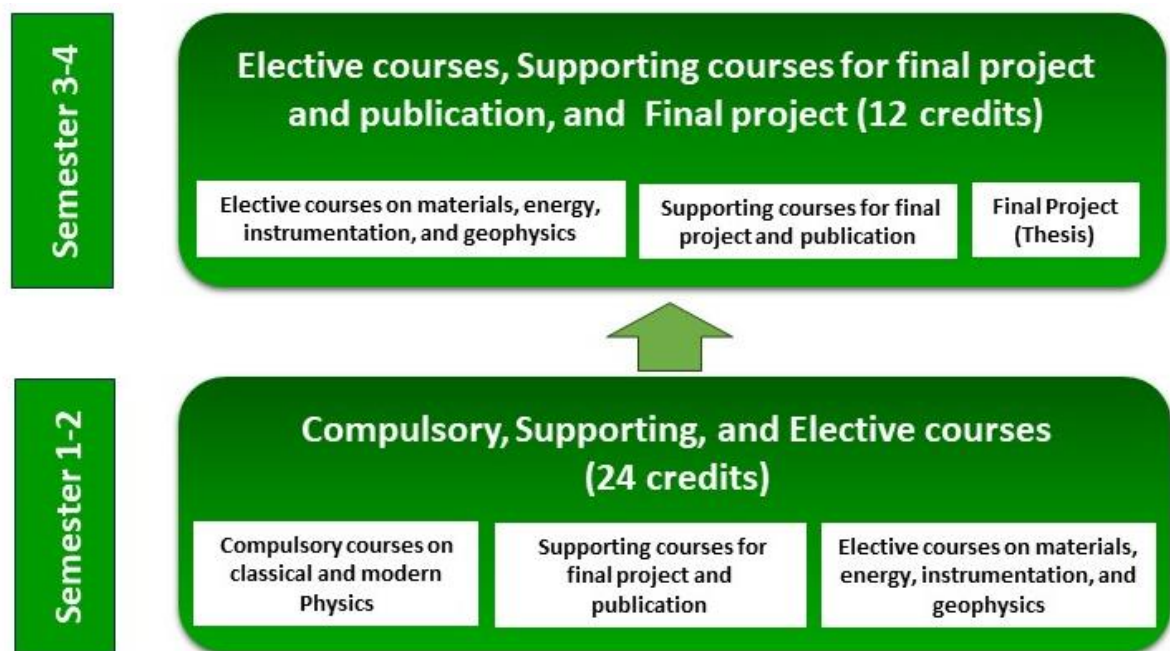 Semester 3-4
Elective courses, Supporting courses for final project
and publication, and Final project (12 credits)
Elective courses on materials, energy,
instrumentation, and geophysics
Supporting courses for final
project and publication
Final Project
(Thesis)
Semester 1-2
Compulsory, Supporting, and Elective courses
(24 credits)
Compulsory courses on
classical and modern
Physics
Supporting courses for
final project and
publication
Elective courses on materials,
energy, instrumentation, and
geophysics